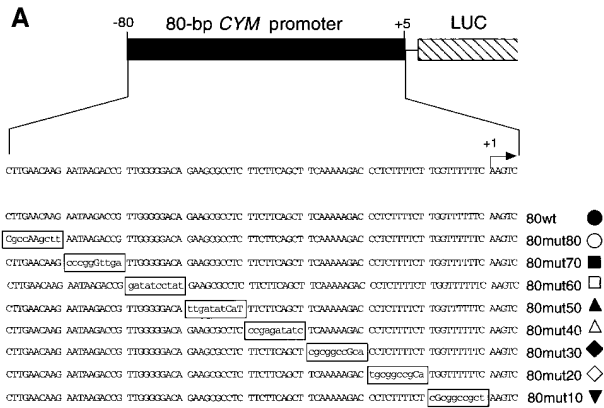 A
-80 80-bp CYM promoter +5 LUC
+1
CTTGAACAAG AATAAGACCG TTGGGGGACA GAAGCGCCTC TTCTTCAGCT TCAAAAAGAC CCTCTTTTCT TGGTTTTTTC AAGTC
CTTGAACAAG AATAAGACCG TTGGGGGACA GAAGCGCCTC TTCTTCAGCT TCAAAAAGAC CCTCTTTTCT TGGTTTTTTC AAGTC 80wt
CgccAAgctt AATAAGACCG TTGGGGGACA GAAGCGCCTC TTCTTCAGCT TCAAAAAGAC CCTCTTTTCT TGGTTTTTTC AAGTC 80mut80
CTTGAACAAG cccggGttga TTGGGGGACA GAAGCGCCTC TTCTTCAGCT TCAAAAAGAC CCTCTTTTCT TGGTTTTTTC AAGTC 80mut70
CTTGAACAAG AATAAGACCG gatatcctat GAAGCGCCTC TTCTTCAGCT TCAAAAAGAC CCTCTTTTCT TGGTTTTTTC AAGTC 80mut60
CTTGAACAAG AATAAGACCG TTGGGGGACA ttgatatCaT TTCTTCAGCT TCAAAAAGAC CCTCTTTTCT TGGTTTTTTC AAGTC 80mut50
CTTGAACAAG AATAAGACCG TTGGGGGACA GAAGCGCCTC ccgagatatc TCAAAAAGAC CCTCTTTTCT TGGTTTTTTC AAGTC 80mut40
CTTGAACAAG AATAAGACCG TTGGGGGACA GAAGCGCCTC TTCTTCAGCT cgcggccGca CCTCTTTTCT TGGTTTTTTC AAGTC 80mut30
CTTGAACAAG AATAAGACCG TTGGGGGACA GAAGCGCCTC TTCTTCAGCT TCAAAAAGAC tgcggccgCa TGGTTTTTTC AAGTC 80mut20
CTTGAACAAG AATAAGACCG TTGGGGGACA GAAGCGCCTC TTCTTCAGCT TCAAAAAGAC CCTCTTTTCT cGcggccgct AAGTC 80mut10